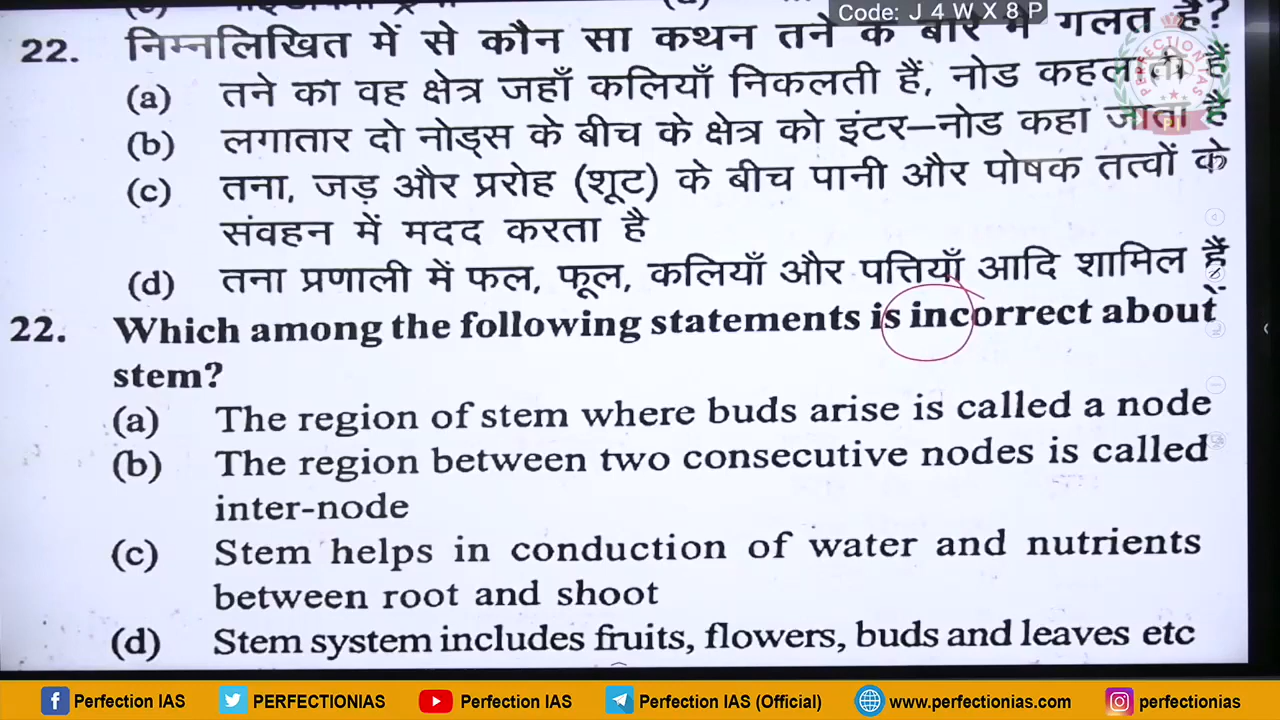 Code: J 4 W X 8 P
22. निम्नलिखित में से कौन सा कथन तने के बारे में गलत है?
(a) तने का वह क्षेत्र जहाँ कलियाँ निकलती हैं, नोड कहलाती हैं
(b) लगातार दो नोड्स के बीच के क्षेत्र को इंटर–नोड कहा जाता है
(c) तना, जड़ और प्ररोह (शूट) के बीच पानी और पोषक तत्वों के
संवहन में मदद करता है
(d) तना प्रणाली में फल, फूल, कलियाँ और पत्तियाँ आदि शामिल हैं
22. Which among the following statements is incorrect about
stem?
(a) The region of stem where buds arise is called a node
(b) The region between two consecutive nodes is called
inter-node
(c) Stem helps in conduction of water and nutrients
between root and shoot
(d) Stem system includes fruits, flowers, buds and leaves etc
Perfection IAS PERFECTIONIAS Perfection IAS Perfection IAS (Official) www.perfectionias.com perfectionias